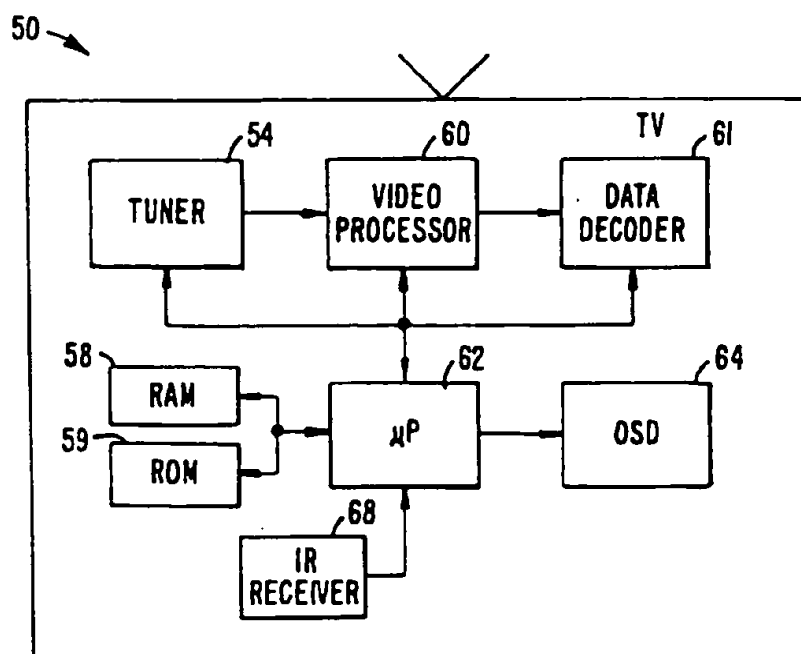 50
TV
54
60
61
TUNER
VIDEO
PROCESSOR
DATA
DECODER
58
RAM
59
ROM
62
μP
64
OSD
68
IR
RECEIVER